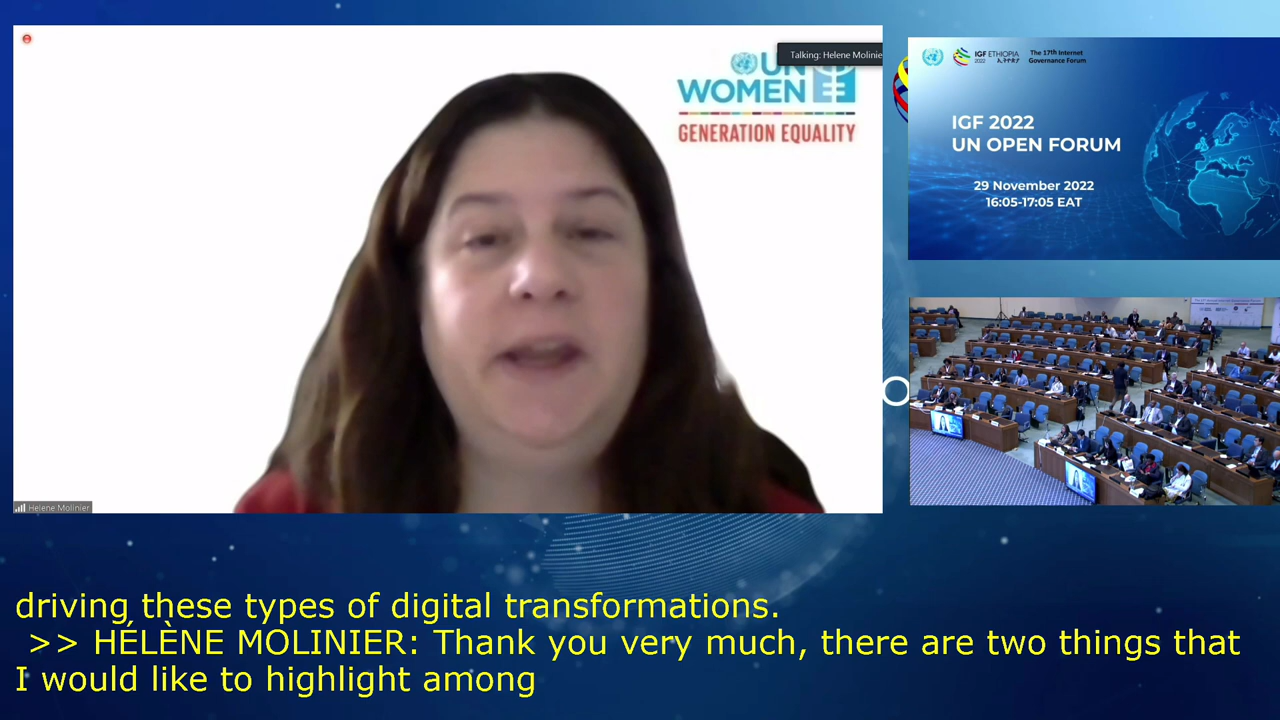 Talking: Helene Molinie
UN
WOMEN
GENERATION EQUALITY
Helene Molinier
IGF ETHIOPIA
2022 ኢትዮጵያ
The 17th Internet
Governance Forum
IGF 2022
UN OPEN FORUM
29 November 2022
16:05-17:05 EAT
O
driving these types of digital transformations.
>> HÉLÈNE MOLINIER: Thank you very much, there are two things that
I would like to highlight among